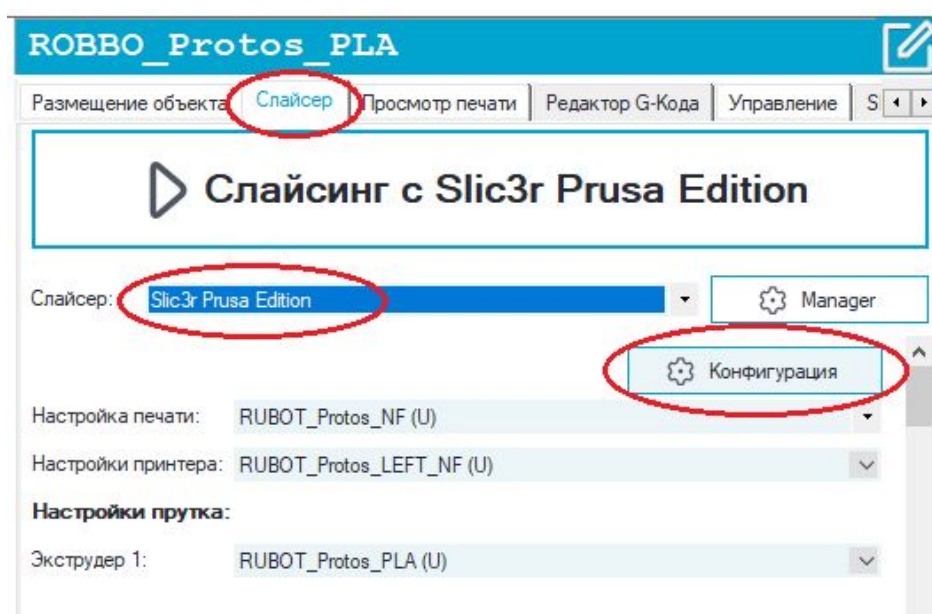 ROBBO_Protos_PLA
Размещение объекта Слайсер Просмотр печати Редактор G-Кода Управление S
Слайсинг с Slic3r Prusa Edition
Слайсер: Slic3r Prusa Edition Manager
Конфигурация
Настройка печати: RUBOT_Protos_NF (U)
Настройки принтера: RUBOT_Protos_LEFT_NF (U)
Настройки прутка:
Экструдер 1: RUBOT_Protos_PLA (U)